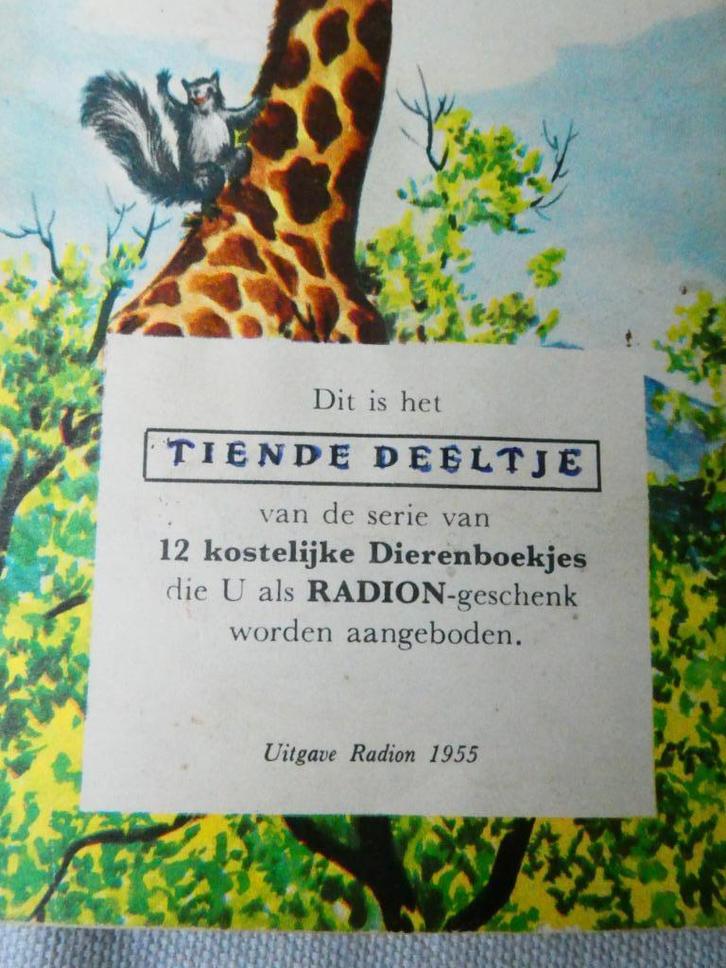 Dit is het
TIENDE DEELTJE
van de serie van
12 kostelijke Dierenboekjes
die U als RADION-geschenk
worden aangeboden.
Uitgave Radion 1955